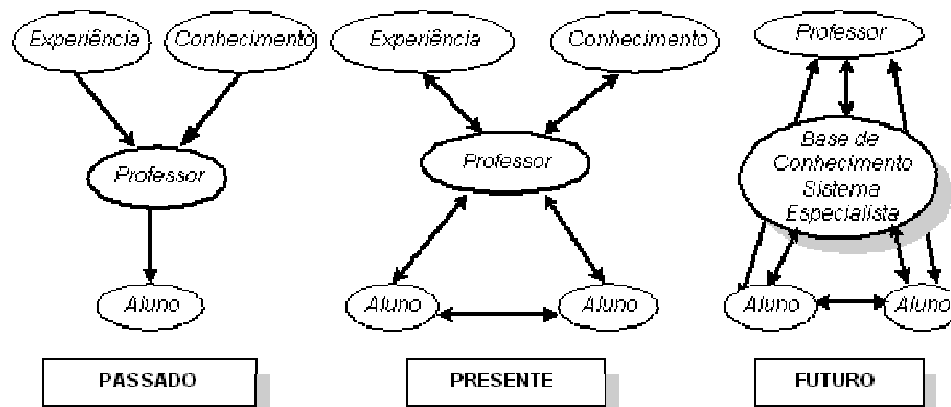 Experiência
Conhecimento
Professor
Aluno
PASSADO
Experiência
Conhecimento
Professor
Aluno
Aluno
PRESENTE
Professor
Base de
Conhecimento
Sistema
Especialista
Aluno
Aluno
FUTURO